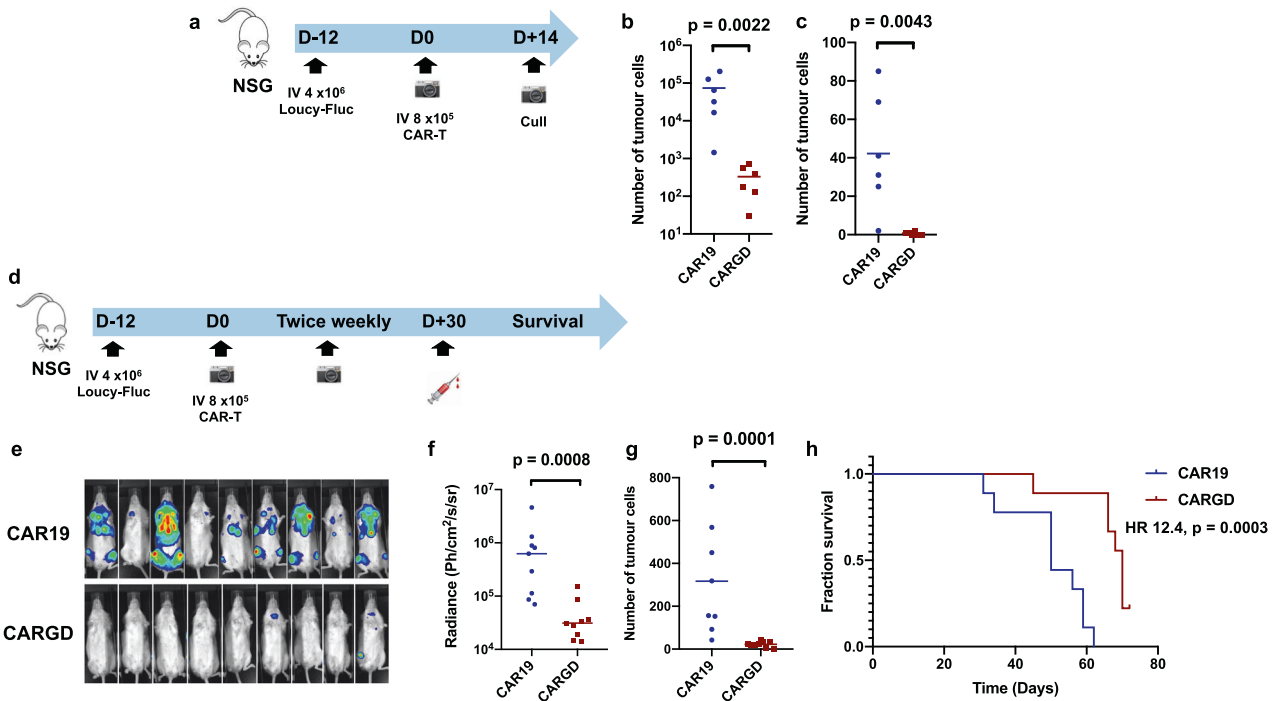 a
D-12 D0 D+14
NSG
IV 4 x10⁶
Loucy-Fluc
IV 8 x10⁵
CAR-T
Cull
b
p = 0.0022
Number of tumour cells
10⁶
10⁵
10⁴
10³
10²
10¹
CAR19
CARGD
c
p = 0.0043
Number of tumour cells
100
80
60
40
20
0
CAR19
CARGD
d
D-12 D0 Twice weekly D+30 Survival
NSG
IV 4 x10⁶
Loucy-Fluc
IV 8 x10⁵
CAR-T
e
CAR19
CARGD
f
p = 0.0008
Radiance (Ph/cm²/s/sr)
10⁷
10⁶
10⁵
10⁴
CAR19
CARGD
g
p = 0.0001
Number of tumour cells
800
600
400
200
0
CAR19
CARGD
h
Fraction survival
1.0
0.5
0.0
0 20 40 60 80
Time (Days)
CAR19
CARGD
HR 12.4, p = 0.0003